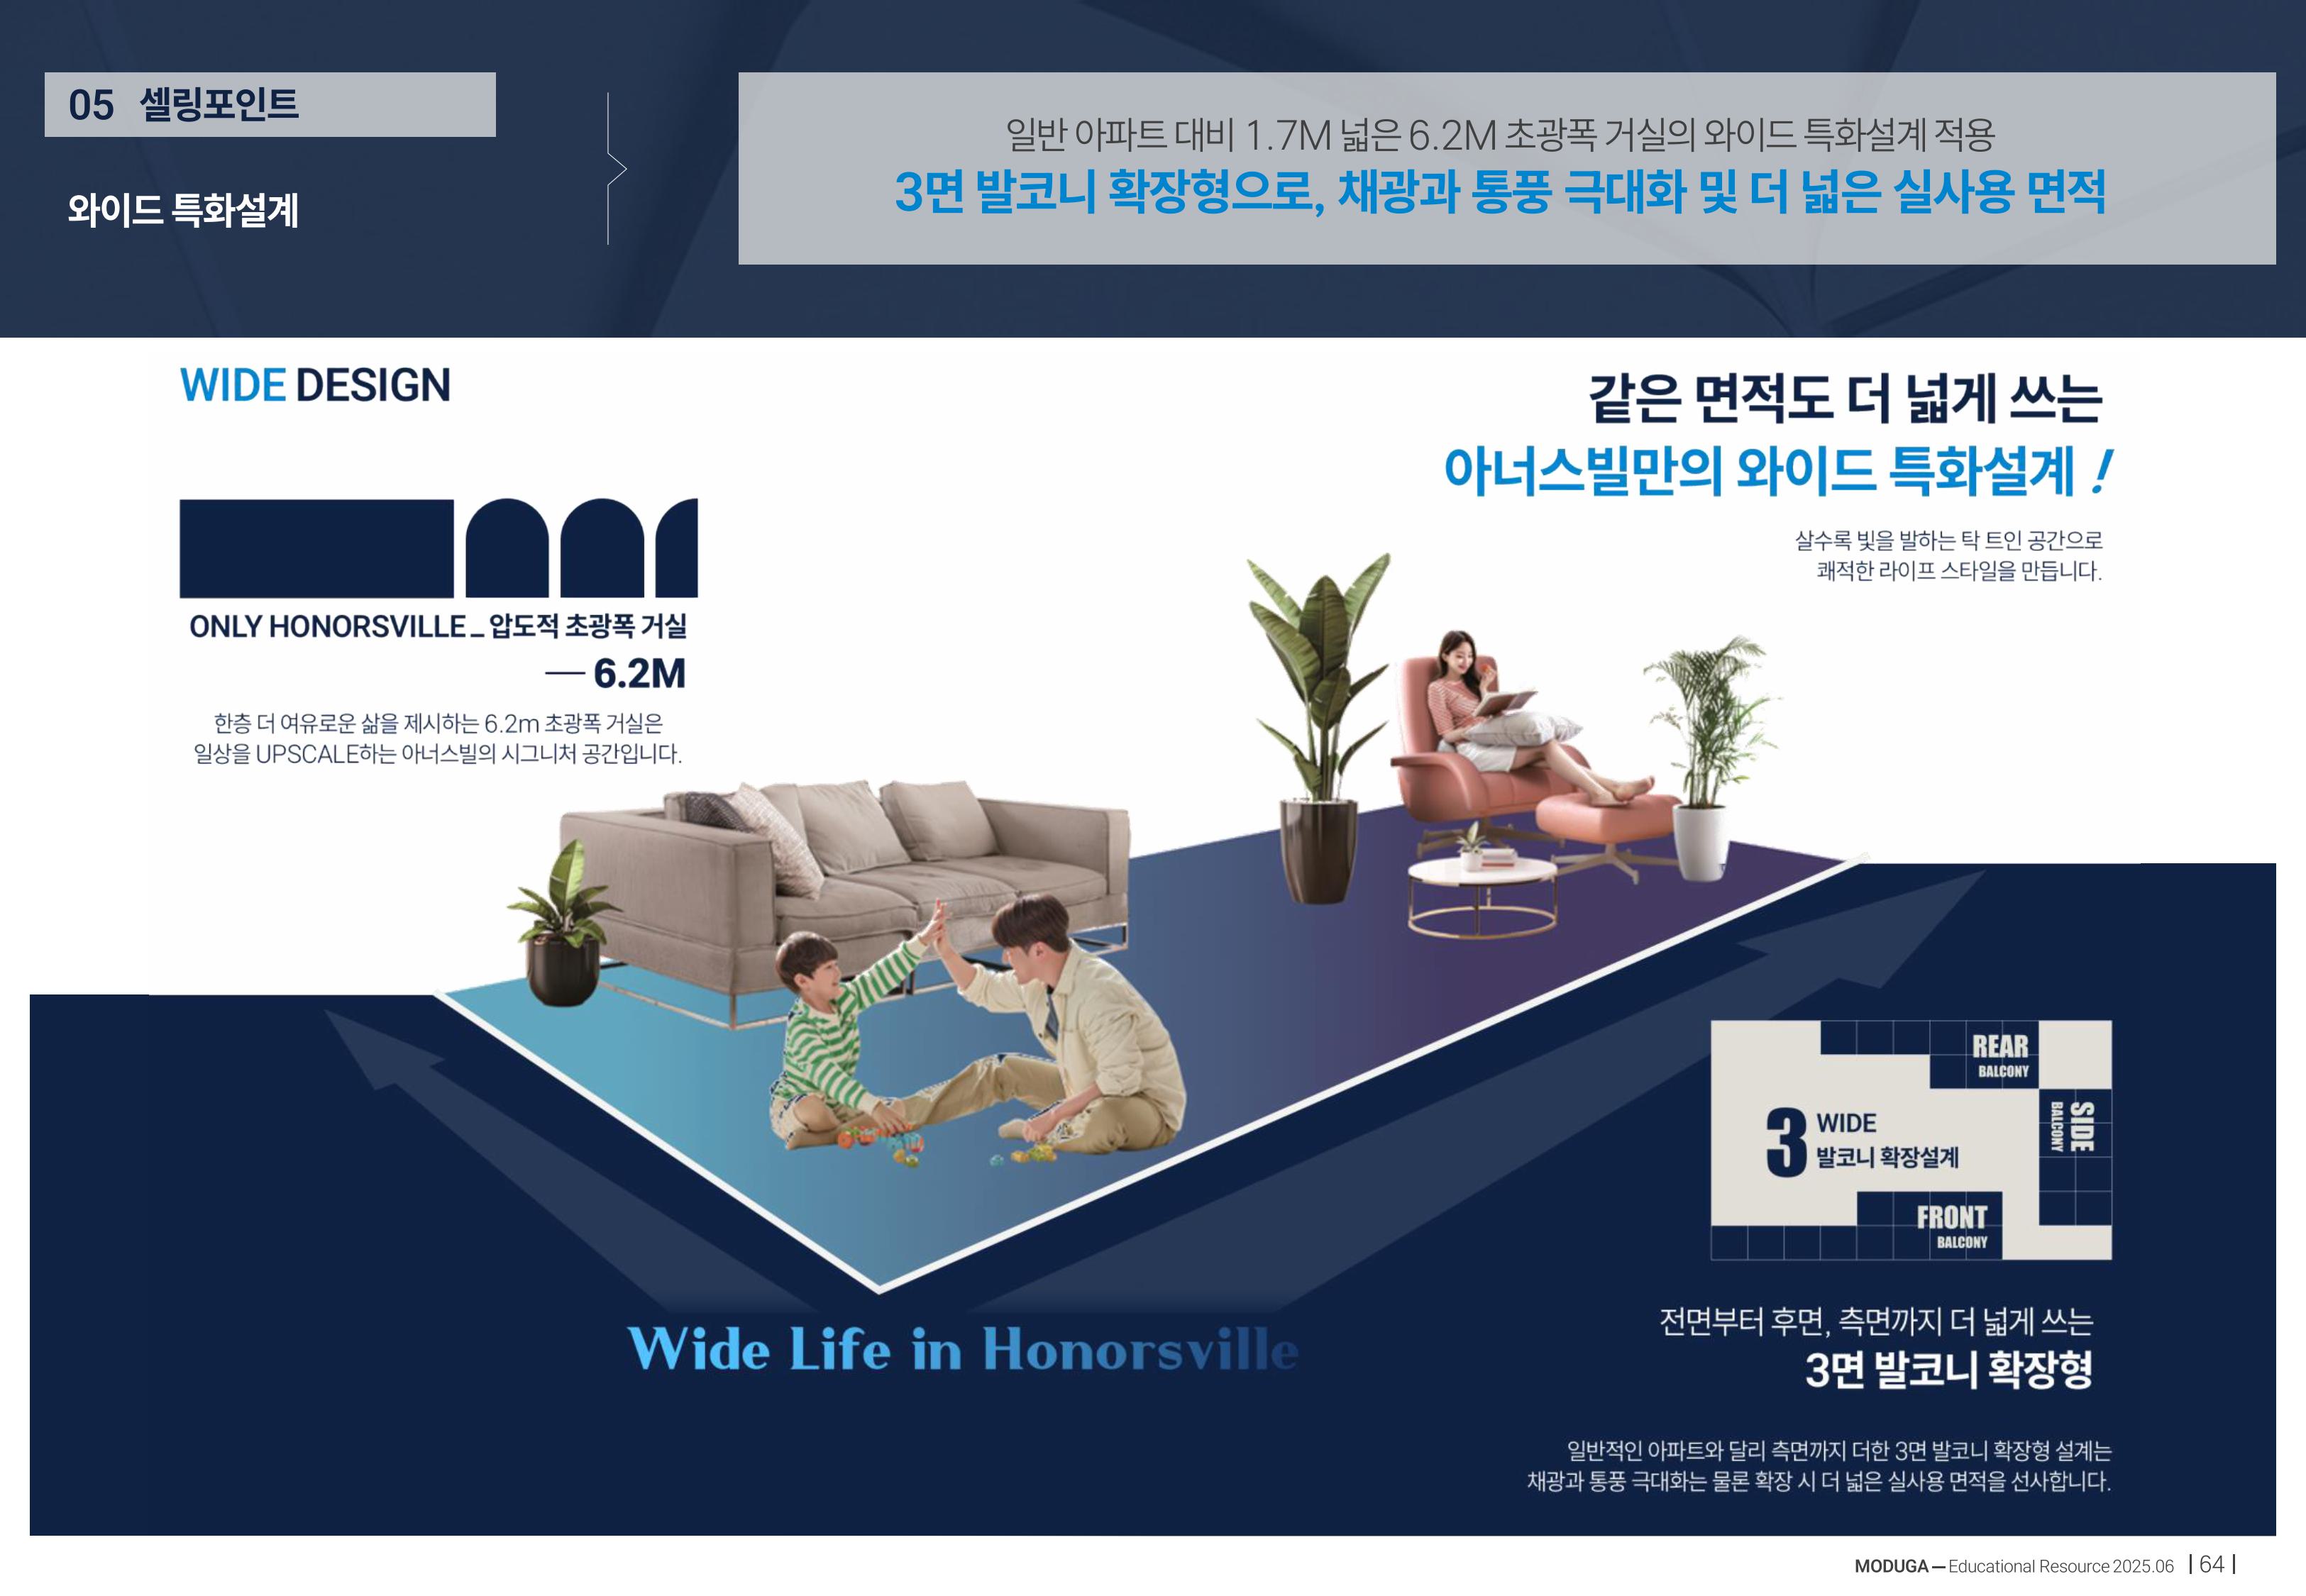 05 셀링포인트
와이드 특화설계
일반 아파트 대비 1.7M 넓은 6.2M 초광폭 거실의 와이드 특화설계 적용
3면 발코니 확장형으로, 채광과 통풍 극대화 및 더 넓은 실사용 면적
WIDE DESIGN
ONLY HONORSVILLE_압도적 초광폭 거실
— 6.2M
한층 더 여유로운 삶을 제시하는 6.2m 초광폭 거실은
일상을 UPSCALE하는 아너스빌의 시그니처 공간입니다.
같은 면적도 더 넓게 쓰는
아너스빌만의 와이드 특화설계 !
살수록 빛을 발하는 탁 트인 공간으로
쾌적한 라이프 스타일을 만듭니다.
REAR
BALCONY
SIDE
BALCONY
3 WIDE
발코니 확장설계
FRONT
BALCONY
Wide Life in Honorsville
전면부터 후면, 측면까지 더 넓게 쓰는
3면 발코니 확장형
일반적인 아파트와 달리 측면까지 더한 3면 발코니 확장형 설계는
채광과 통풍 극대화는 물론 확장 시 더 넓은 실사용 면적을 선사합니다.
MODUGA — Educational Resource 2025.06 | 64 |